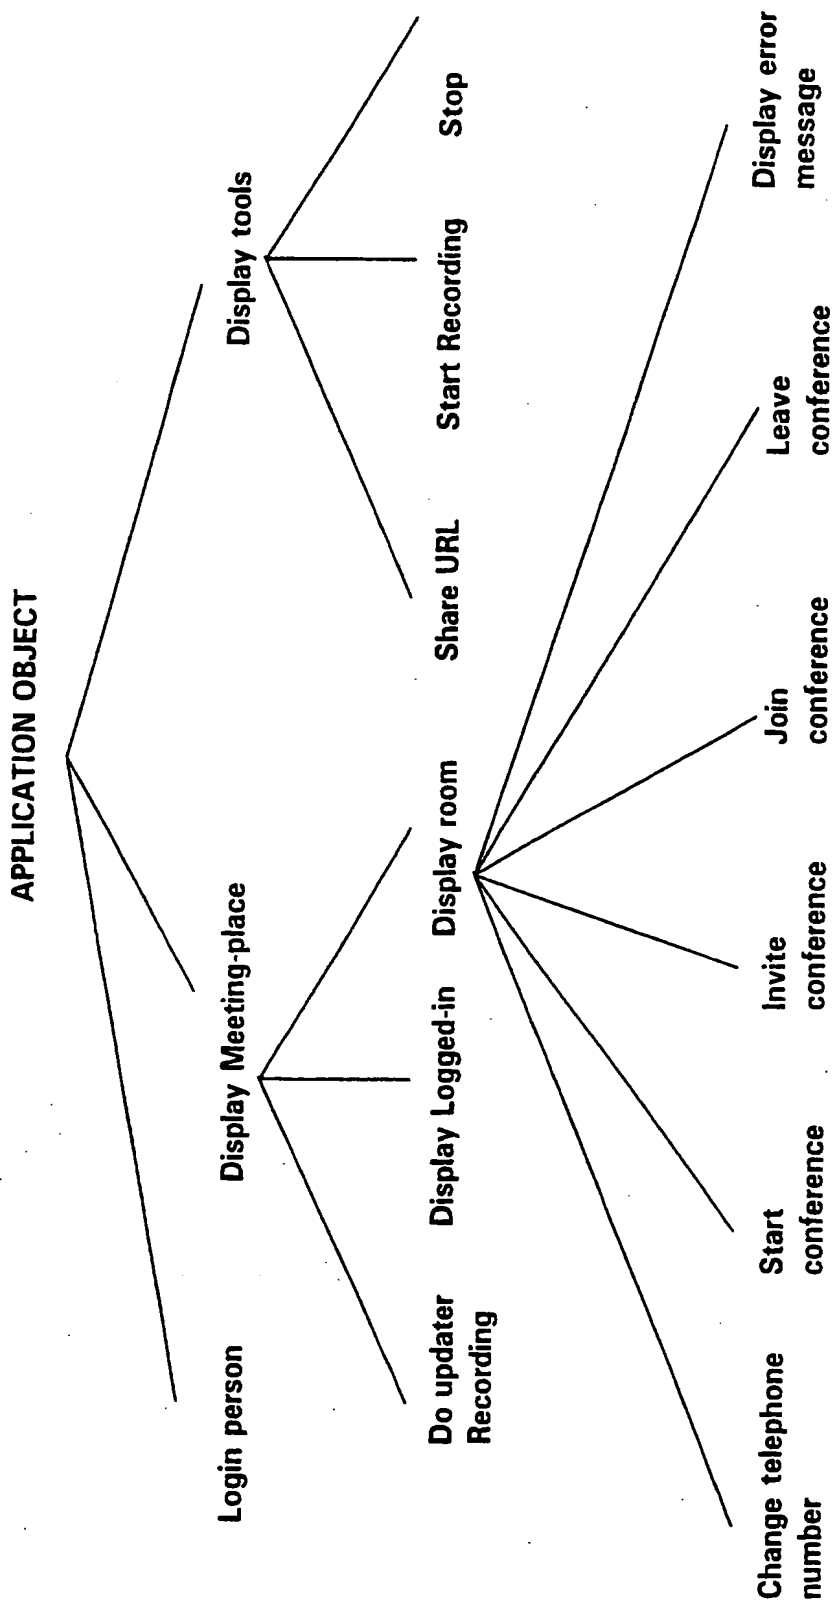 APPLICATION OBJECT
Login person
Display Meeting-place
Display tools
Do updater
Recording
Display Logged-in
Display room
Share URL
Start Recording
Stop
Change telephone
number
Start
conference
Invite
conference
Join
conference
Leave
conference
Display error
message